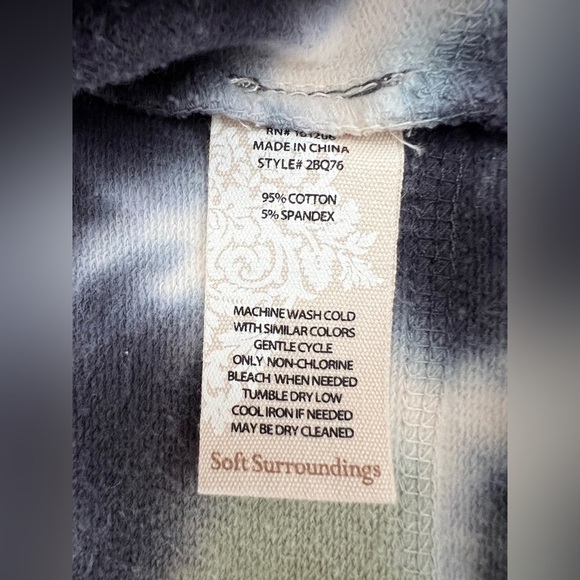 RN# 161206
MADE IN CHINA
STYLE# 2BQ76
95% COTTON
5% SPANDEX
MACHINE WASH COLD
WITH SIMILAR COLORS
GENTLE CYCLE
ONLY NON-CHLORINE
BLEACH WHEN NEEDED
TUMBLE DRY LOW
COOL IRON IF NEEDED
MAY BE DRY CLEANED
Soft Surroundings